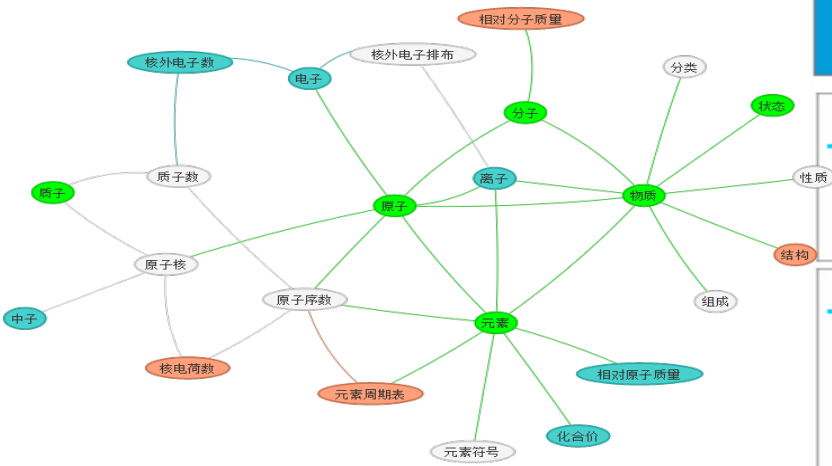 相对分子质量
核外电子数
核外电子排布
电子
分类
状态
分子
质子数
离子
性质
质子
原子
物质
原子核
结构
原子序数
组成
中子
元素
核电荷数
相对原子质量
元素周期表
化合价
元素符号